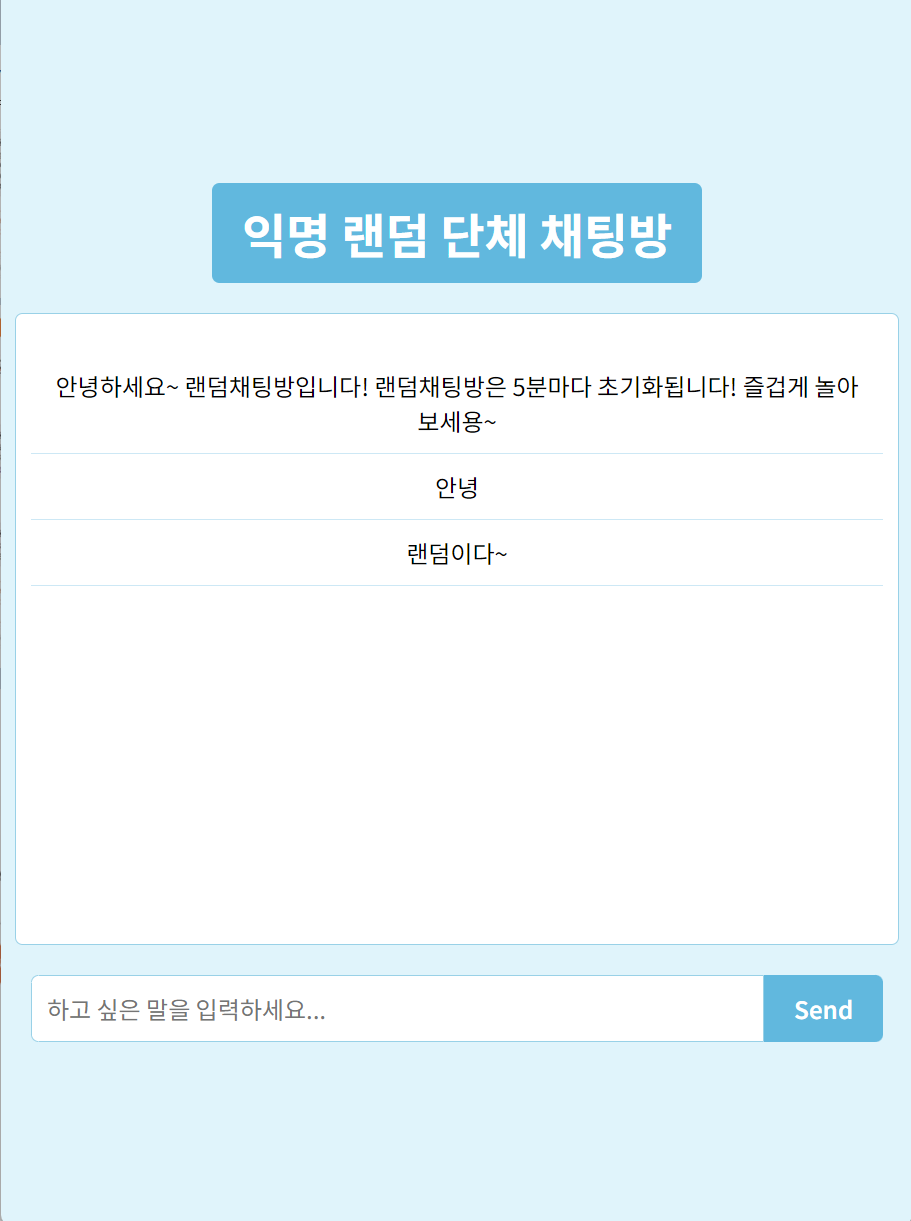 익명 랜덤 단체 채팅방
안녕하세요~ 랜덤채팅방입니다! 랜덤채팅방은 5분마다 초기화됩니다! 즐겁게 놀아
보세용~
안녕
랜덤이다~
하고 싶은 말을 입력하세요...
Send